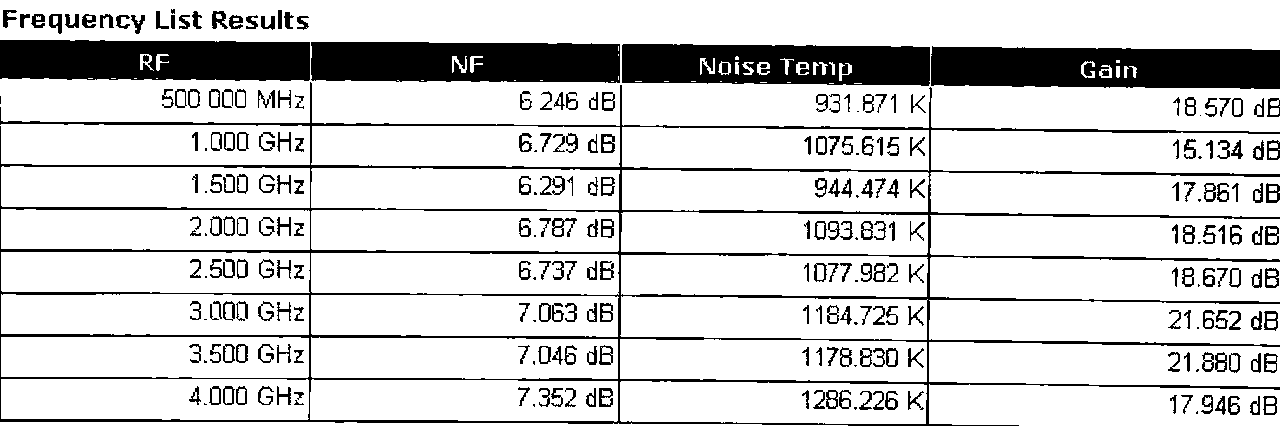 Frequency List Results
RF NF Noise Temp Gain
500 000 MHz 6 246 dB 931.871 K 18.570 dB
1.000 GHz 6.729 dB 1075.615 K 15.134 dB
1.500 GHz 6.291 dB 944.474 K 17.861 dB
2.000 GHz 6.787 dB 1093.831 K 18.516 dB
2.500 GHz 6.737 dB 1077.982 K 18.670 dB
3.000 GHz 7.063 dB 1184.725 K 21.652 dB
3.500 GHz 7.046 dB 1178.830 K 21.880 dB
4.000 GHz 7.352 dB 1286.226 K 17.946 dB